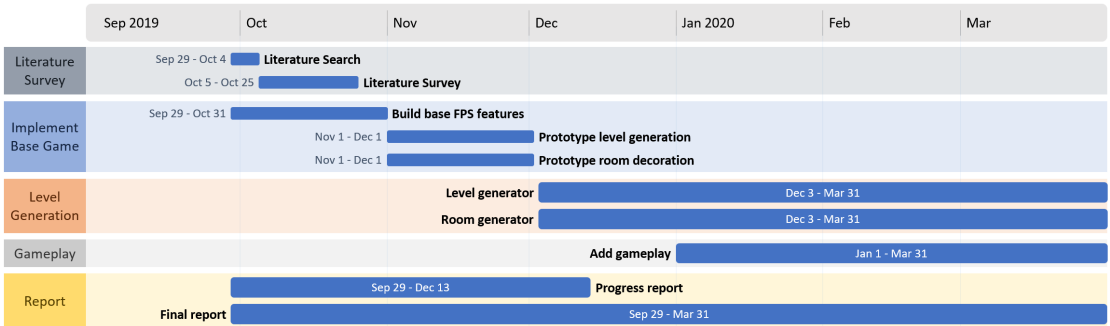 Sep 2019 Oct Nov Dec Jan 2020 Feb Mar
Literature
Survey
Sep 29 - Oct 4 Literature Search
Oct 5 - Oct 25 Literature Survey
Implement
Base Game
Sep 29 - Oct 31 Build base FPS features
Nov 1 - Dec 1 Prototype level generation
Nov 1 - Dec 1 Prototype room decoration
Level
Generation
Level generator Dec 3 - Mar 31
Room generator Dec 3 - Mar 31
Gameplay
Add gameplay Jan 1 - Mar 31
Report
Sep 29 - Dec 13 Progress report
Final report Sep 29 - Mar 31